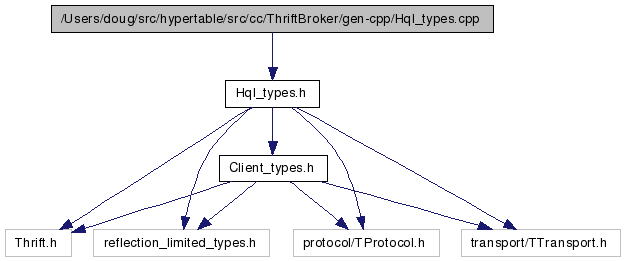 /Users/doug/src/hypertable/src/cc/ThriftBroker/gen-cpp/Hql_types.cpp
Hql_types.h
Client_types.h
Thrift.h
reflection_limited_types.h
protocol/TProtocol.h
transport/TTransport.h